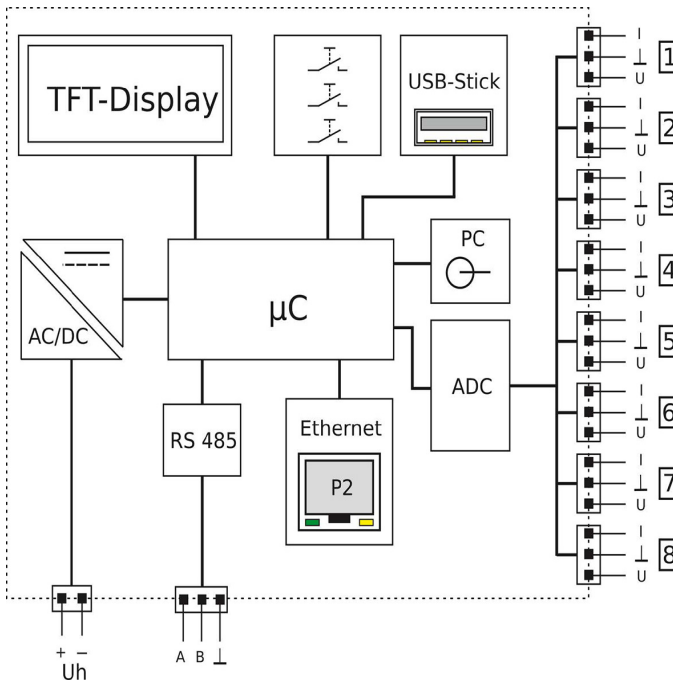 TFT-Display
USB-Stick
PC
µC
AC/DC
ADC
RS 485
Ethernet
P2
I
U
1
I
U
2
I
U
3
I
U
4
I
U
5
I
U
6
I
U
7
I
U
8
+ −
Uh
A B